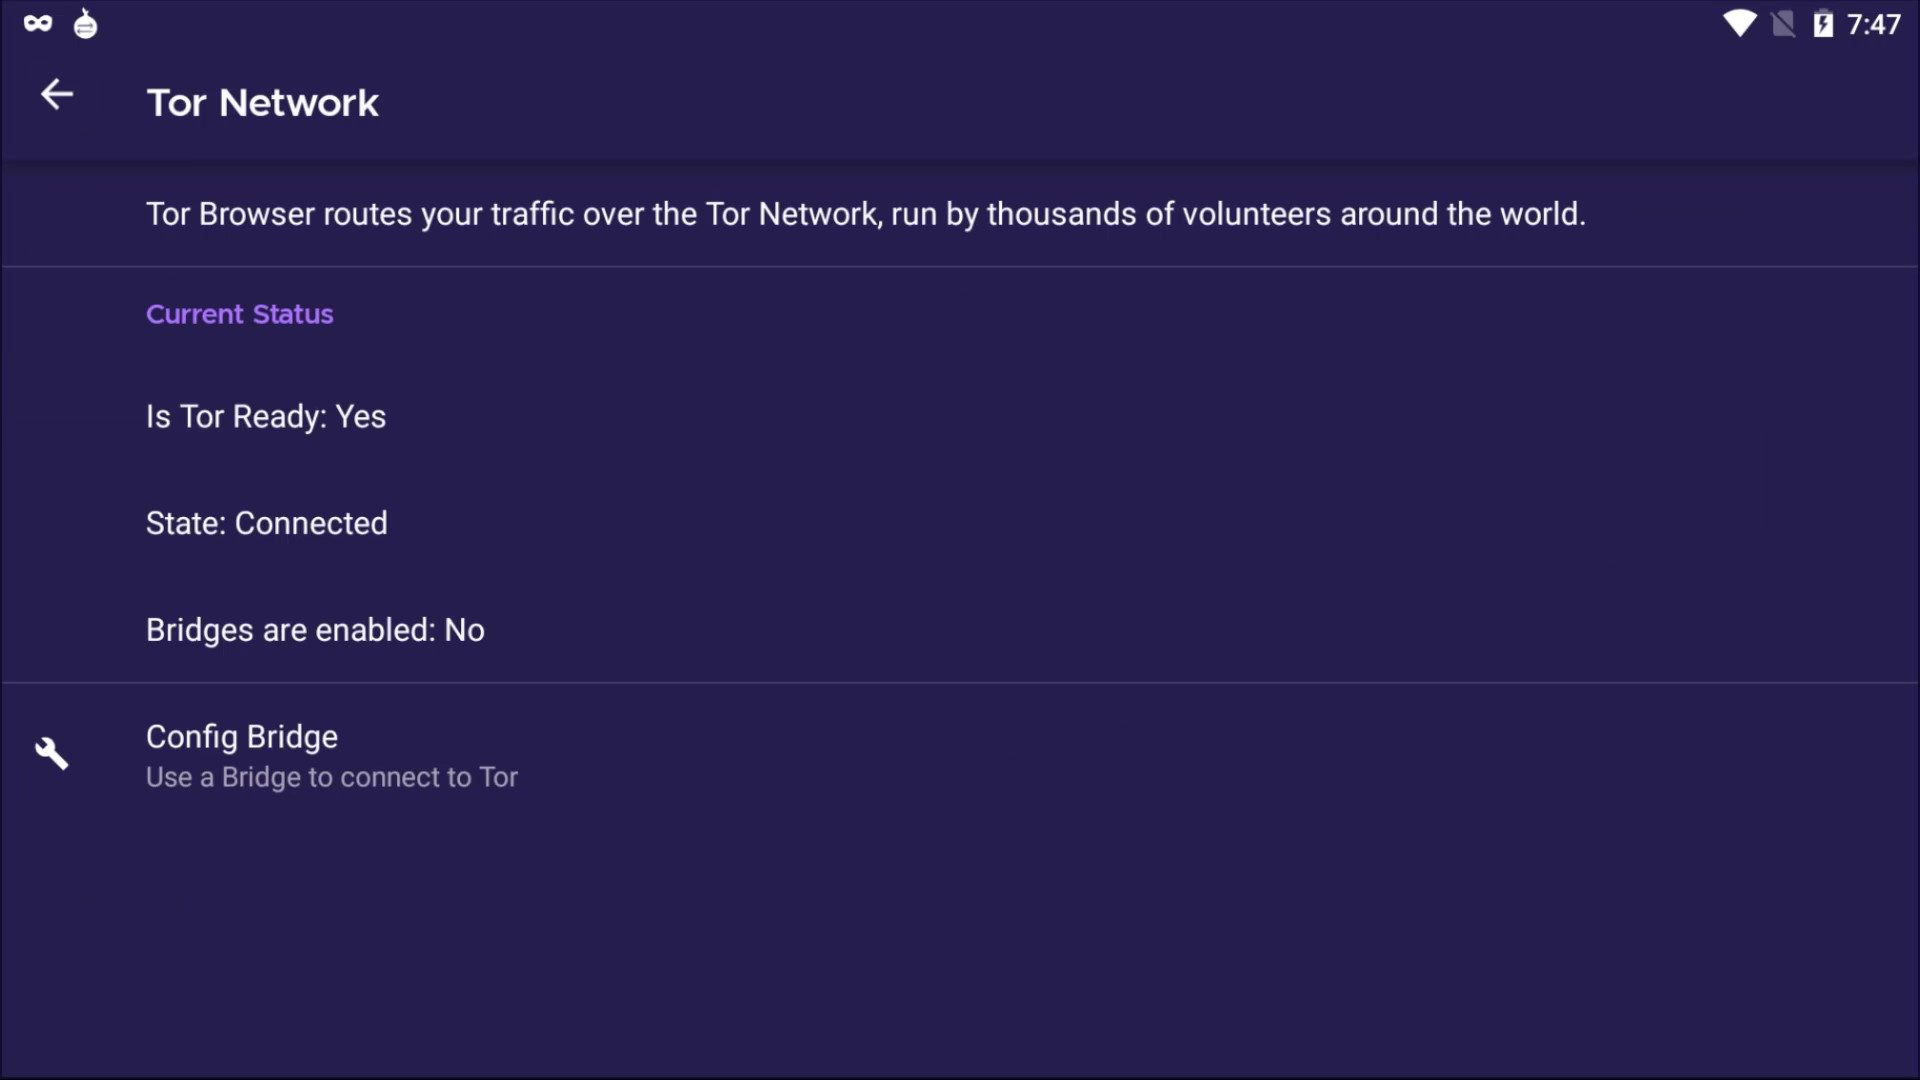 7:47
Tor Network
Tor Browser routes your traffic over the Tor Network, run by thousands of volunteers around the world.
Current Status
Is Tor Ready: Yes
State: Connected
Bridges are enabled: No
Config Bridge
Use a Bridge to connect to Tor